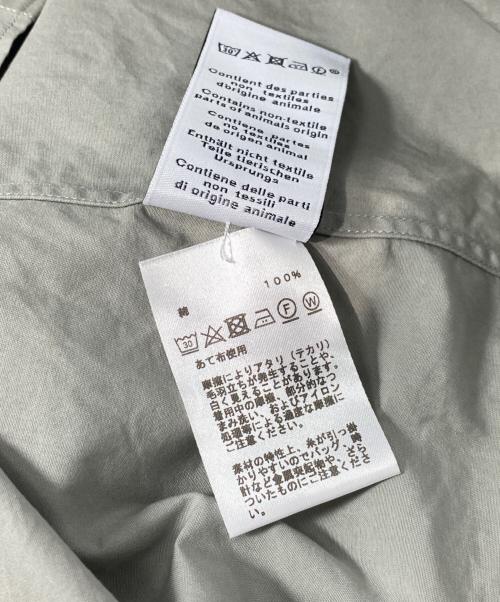 30
Contient des parties
non textiles
d'origine animale
Contains non-textile
parts of animals origin
Contiene partes
no textiles
de origen animal
Enthält nicht textile
Teile tierischen
Ursprungs
Contiene delle parti
non tessili
di origine animale
綿 100%
30 F W
あて布使用
摩擦によりアタリ(テカリ)や、
毛羽立ちが発生することや、
白く見えることがあります。
着用中の摩擦、部分的な
つまみ洗い、およびアイロン
処理等による過度な摩擦に
ご注意ください。
素材の特性上、糸が引っ掛
かりやすいのでバッグ、腕時
計など金属突起物や、ざら
ついたものにご注意くださ
い。